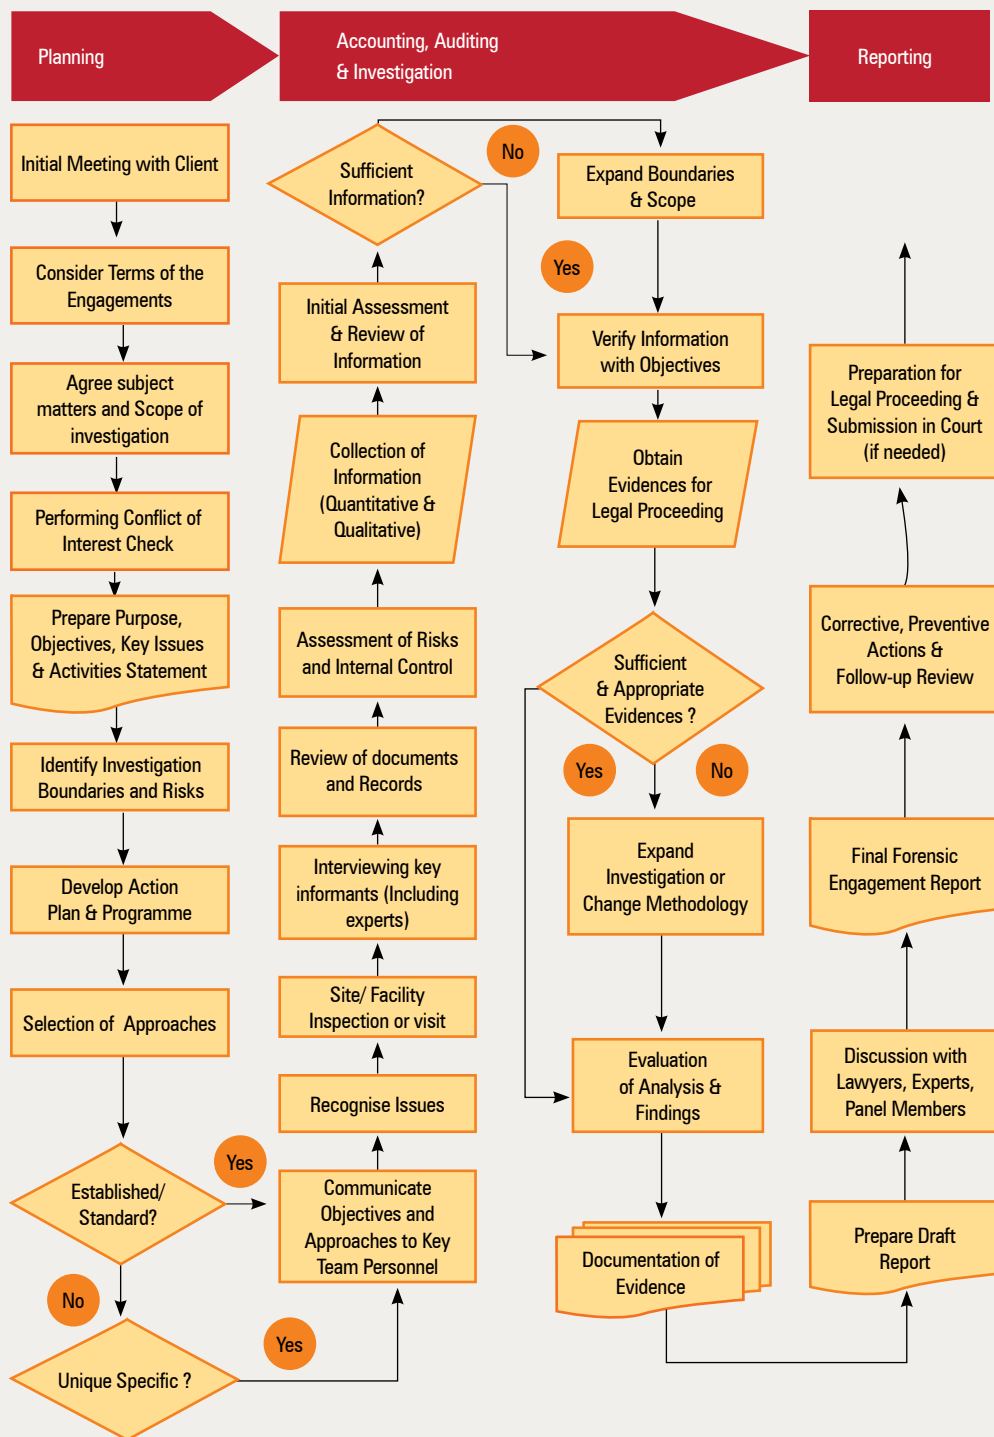 Planning
Accounting, Auditing
& Investigation
Reporting
Initial Meeting with Client
Consider Terms of the
Engagements
Agree subject
matters and Scope of
investigation
Performing Conflict of
Interest Check
Prepare Purpose,
Objectives, Key Issues
& Activities Statement
Identify Investigation
Boundaries and Risks
Develop Action
Plan & Programme
Selection of Approaches
Established/
Standard?
Yes
No
Unique Specific ?
Yes
Communicate
Objectives and
Approaches to Key
Team Personnel
Recognise Issues
Site/ Facility
Inspection or visit
Interviewing key
informants (Including
experts)
Review of documents
and Records
Assessment of Risks
and Internal Control
Collection of
Information
(Quantitative &
Qualitative)
Initial Assessment
& Review of
Information
Sufficient
Information?
No
Yes
Expand Boundaries
& Scope
Verify Information
with Objectives
Obtain
Evidences for
Legal Proceeding
Sufficient
& Appropriate
Evidences ?
Yes
No
Expand
Investigation or
Change Methodology
Evaluation
of Analysis &
Findings
Documentation of
Evidence
Prepare Draft
Report
Discussion with
Lawyers, Experts,
Panel Members
Final Forensic
Engagement Report
Corrective, Preventive
Actions &
Follow-up Review
Preparation for
Legal Proceeding &
Submission in Court
(if needed)